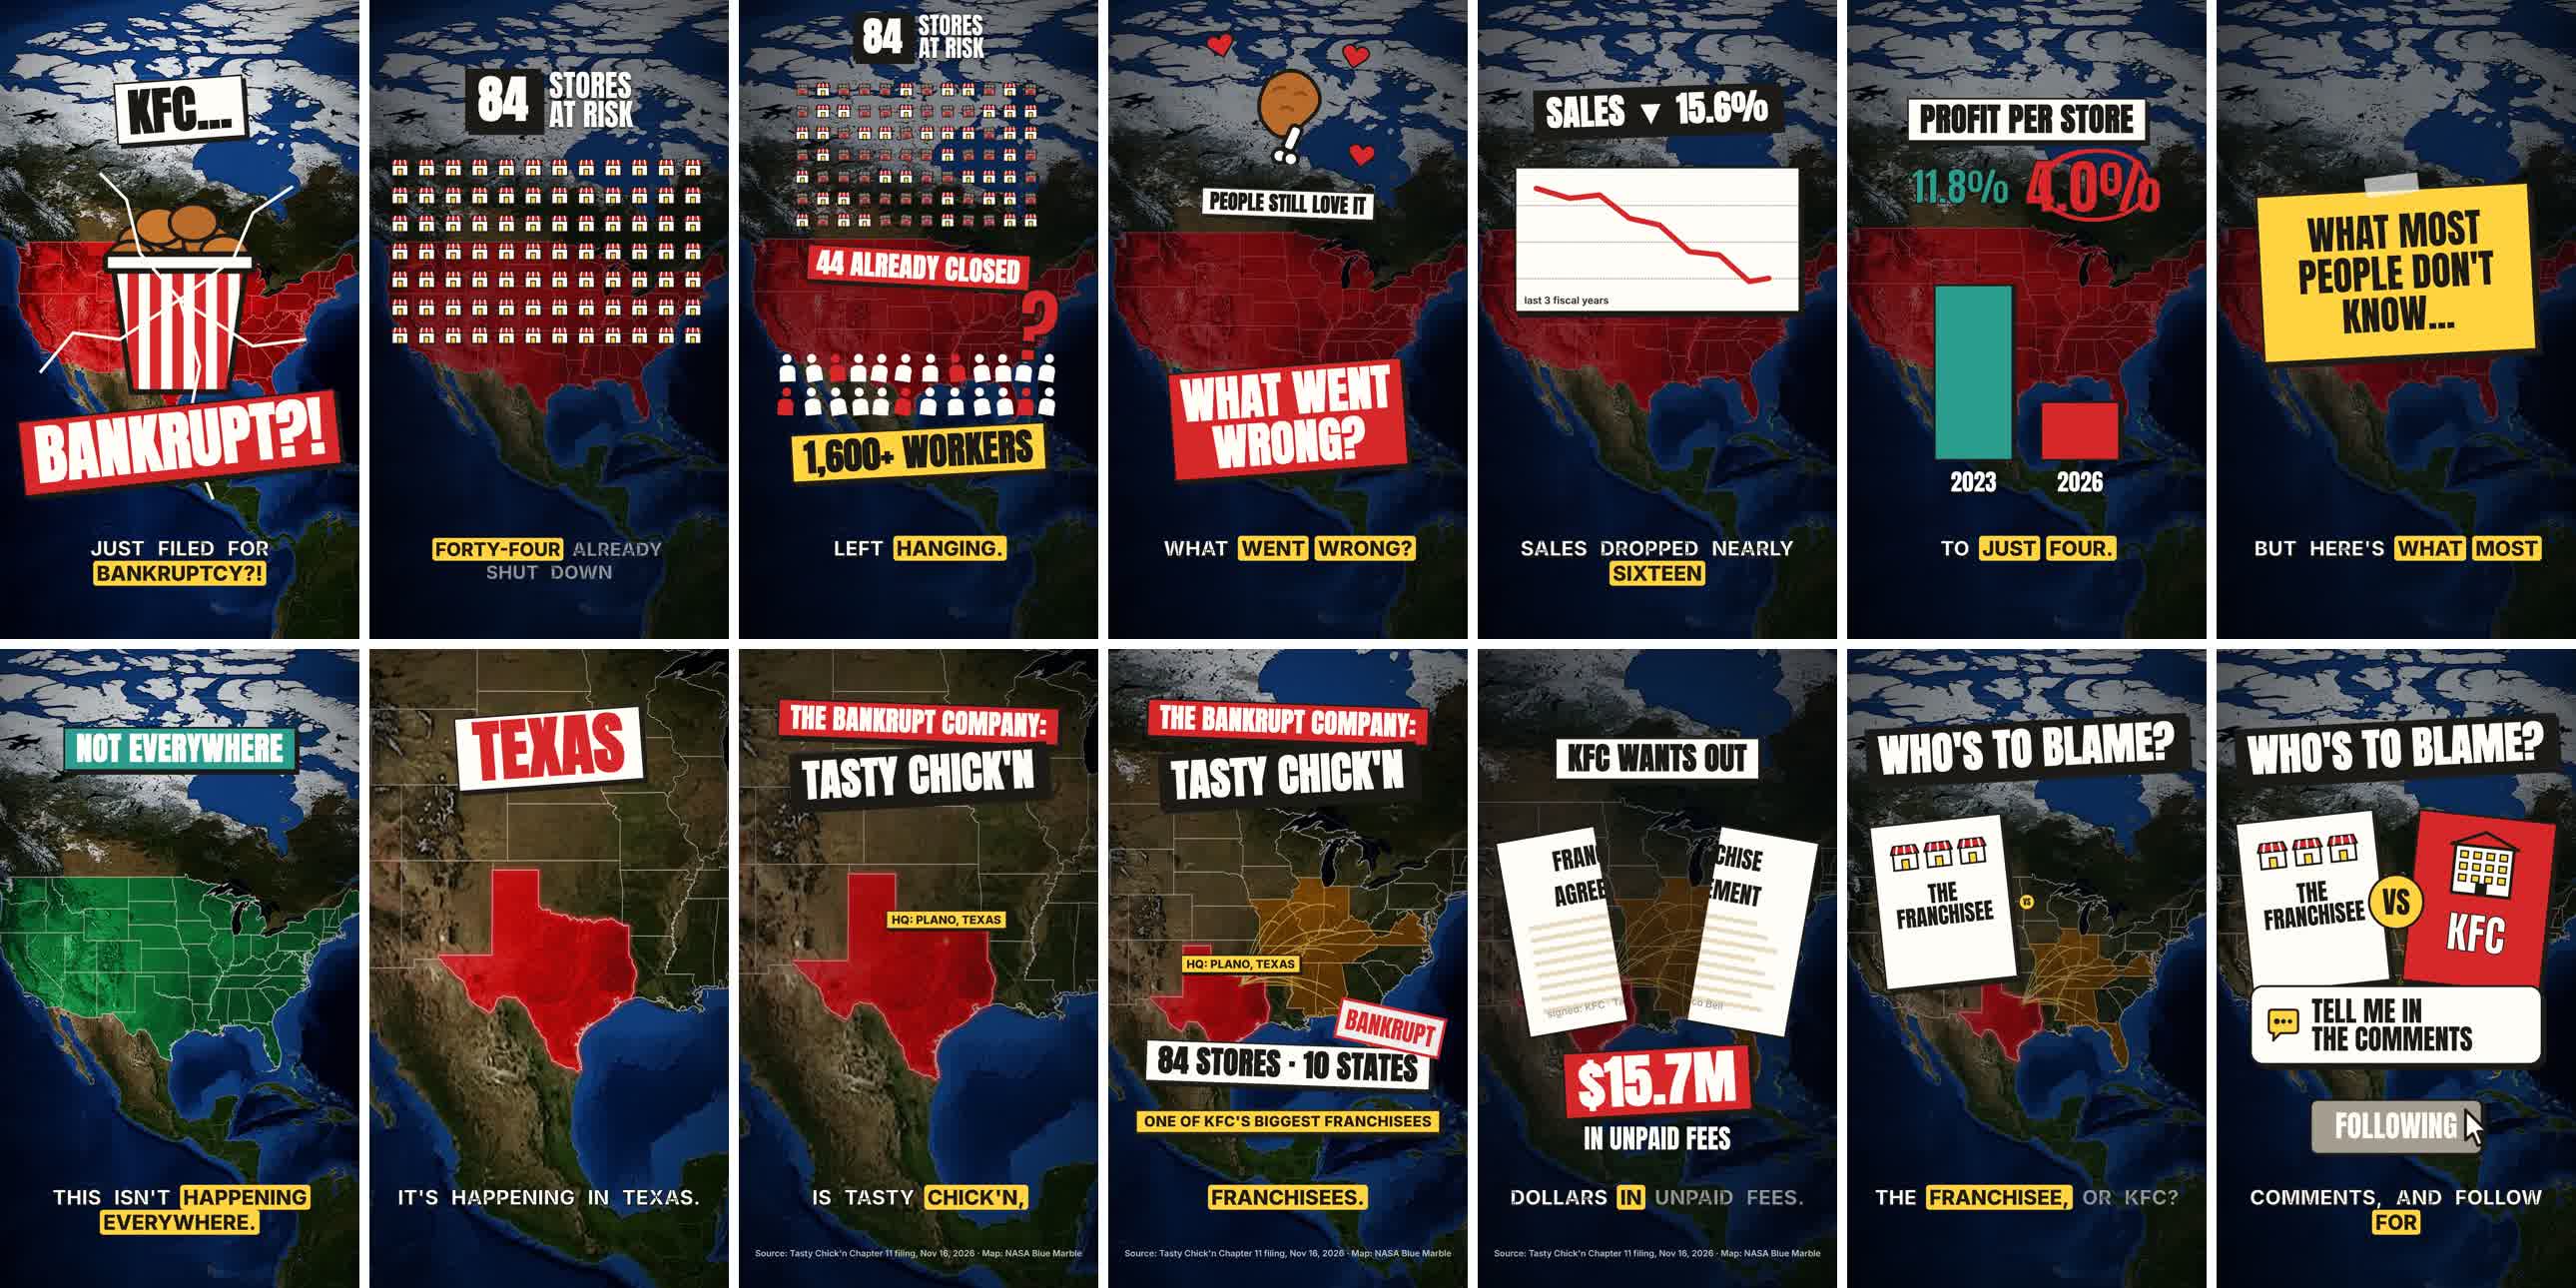 KFC...
BANKRUPT?!
JUST FILED FOR
BANKRUPTCY?!
84 STORES
AT RISK
FORTY-FOUR ALREADY
SHUT DOWN
84 STORES
AT RISK
44 ALREADY CLOSED
?
1,600+ WORKERS
LEFT HANGING.
PEOPLE STILL LOVE IT
WHAT WENT
WRONG?
WHAT WENT WRONG?
SALES ▼ 15.6%
last 3 fiscal years
SALES DROPPED NEARLY
SIXTEEN
PROFIT PER STORE
11.8% 4.0%
2023 2026
TO JUST FOUR.
WHAT MOST
PEOPLE DON'T
KNOW...
BUT HERE'S WHAT MOST
NOT EVERYWHERE
THIS ISN'T HAPPENING
EVERYWHERE.
TEXAS
IT'S HAPPENING IN TEXAS.
THE BANKRUPT COMPANY:
TASTY CHICK'N
HQ: PLANO, TEXAS
IS TASTY CHICK'N,
Source: Tasty Chick'n Chapter 11 filing, Nov 16, 2026 · Map: NASA Blue Marble
THE BANKRUPT COMPANY:
TASTY CHICK'N
HQ: PLANO, TEXAS
BANKRUPT
84 STORES · 10 STATES
ONE OF KFC'S BIGGEST FRANCHISEES
FRANCHISEES.
Source: Tasty Chick'n Chapter 11 filing, Nov 16, 2026 · Map: NASA Blue Marble
KFC WANTS OUT
FRAN CHISE
AGREE EMENT
signed: KFC · Ta co Bell
$15.7M
IN UNPAID FEES
DOLLARS IN UNPAID FEES.
Source: Tasty Chick'n Chapter 11 filing, Nov 16, 2026 · Map: NASA Blue Marble
WHO'S TO BLAME?
THE
FRANCHISEE
VS
THE FRANCHISEE, OR KFC?
WHO'S TO BLAME?
THE
FRANCHISEE
VS
KFC
TELL ME IN
THE COMMENTS
FOLLOWING
COMMENTS, AND FOLLOW
FOR